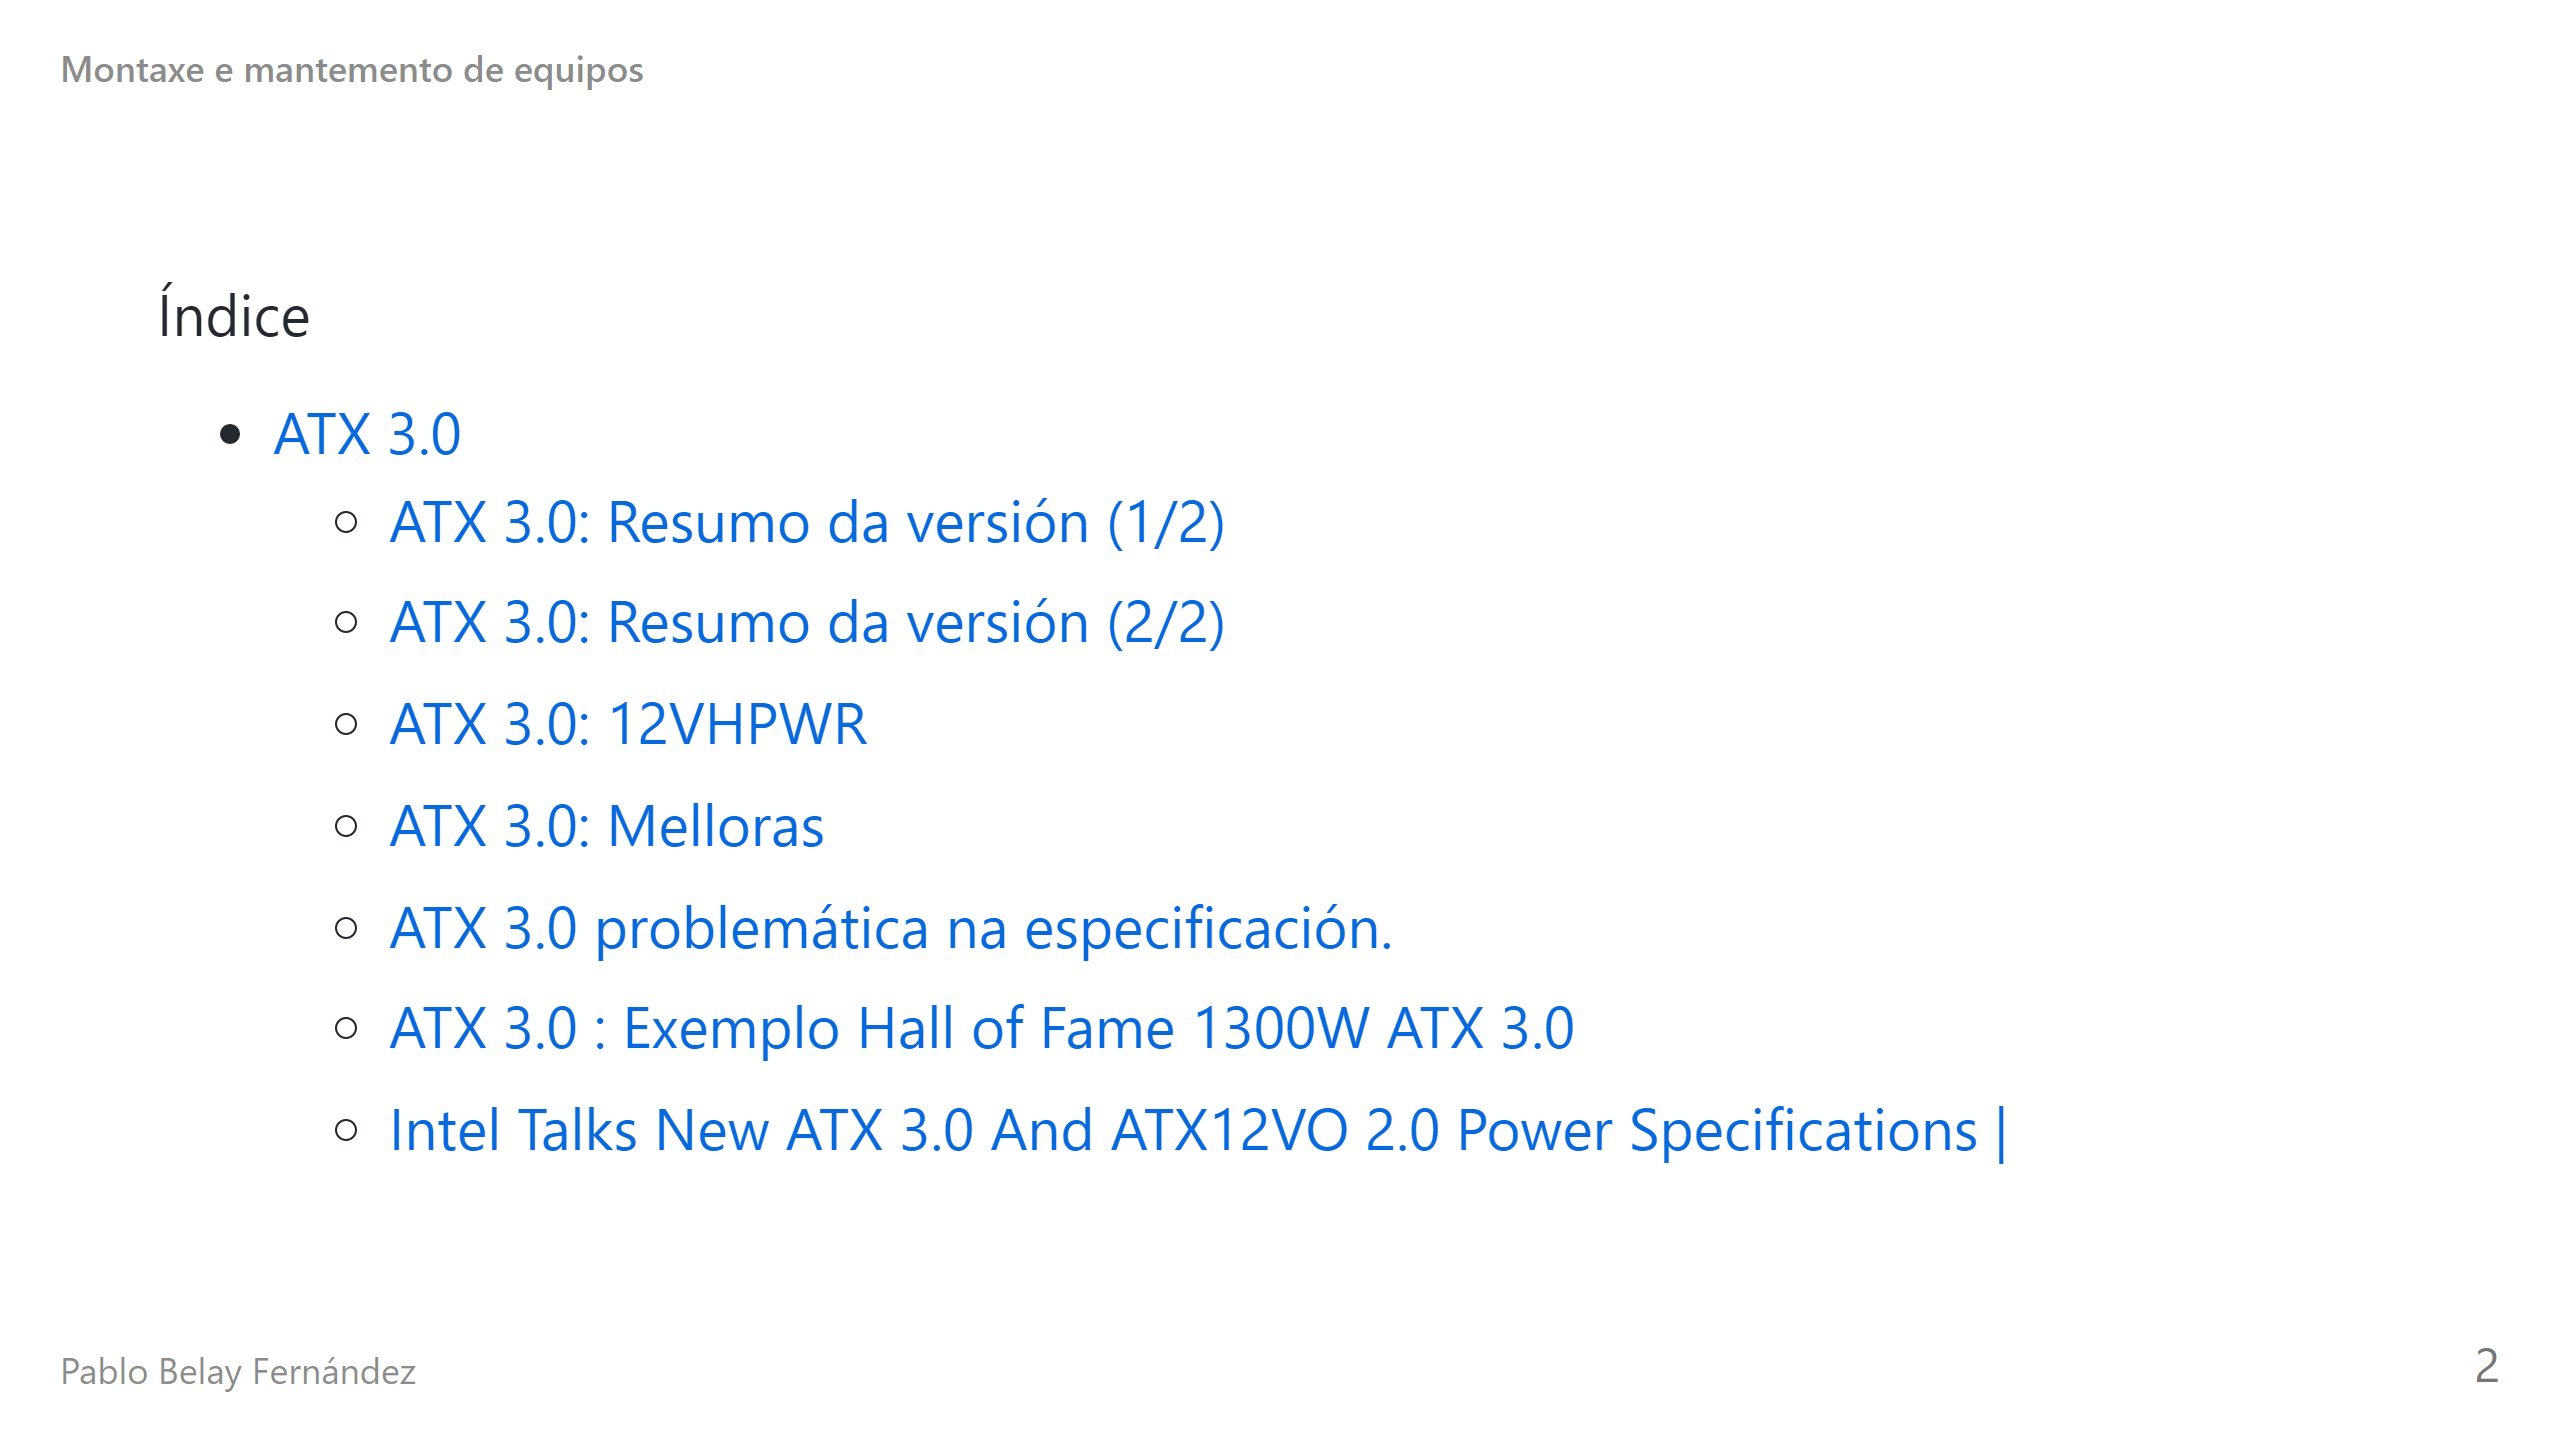 Montaxe e mantemento de equipos
Índice
ATX 3.0
ATX 3.0: Resumo da versión (1/2)
ATX 3.0: Resumo da versión (2/2)
ATX 3.0: 12VHPWR
ATX 3.0: Melloras
ATX 3.0 problemática na especificación.
ATX 3.0 : Exemplo Hall of Fame 1300W ATX 3.0
Intel Talks New ATX 3.0 And ATX12VO 2.0 Power Specifications |
Pablo Belay Fernández
2